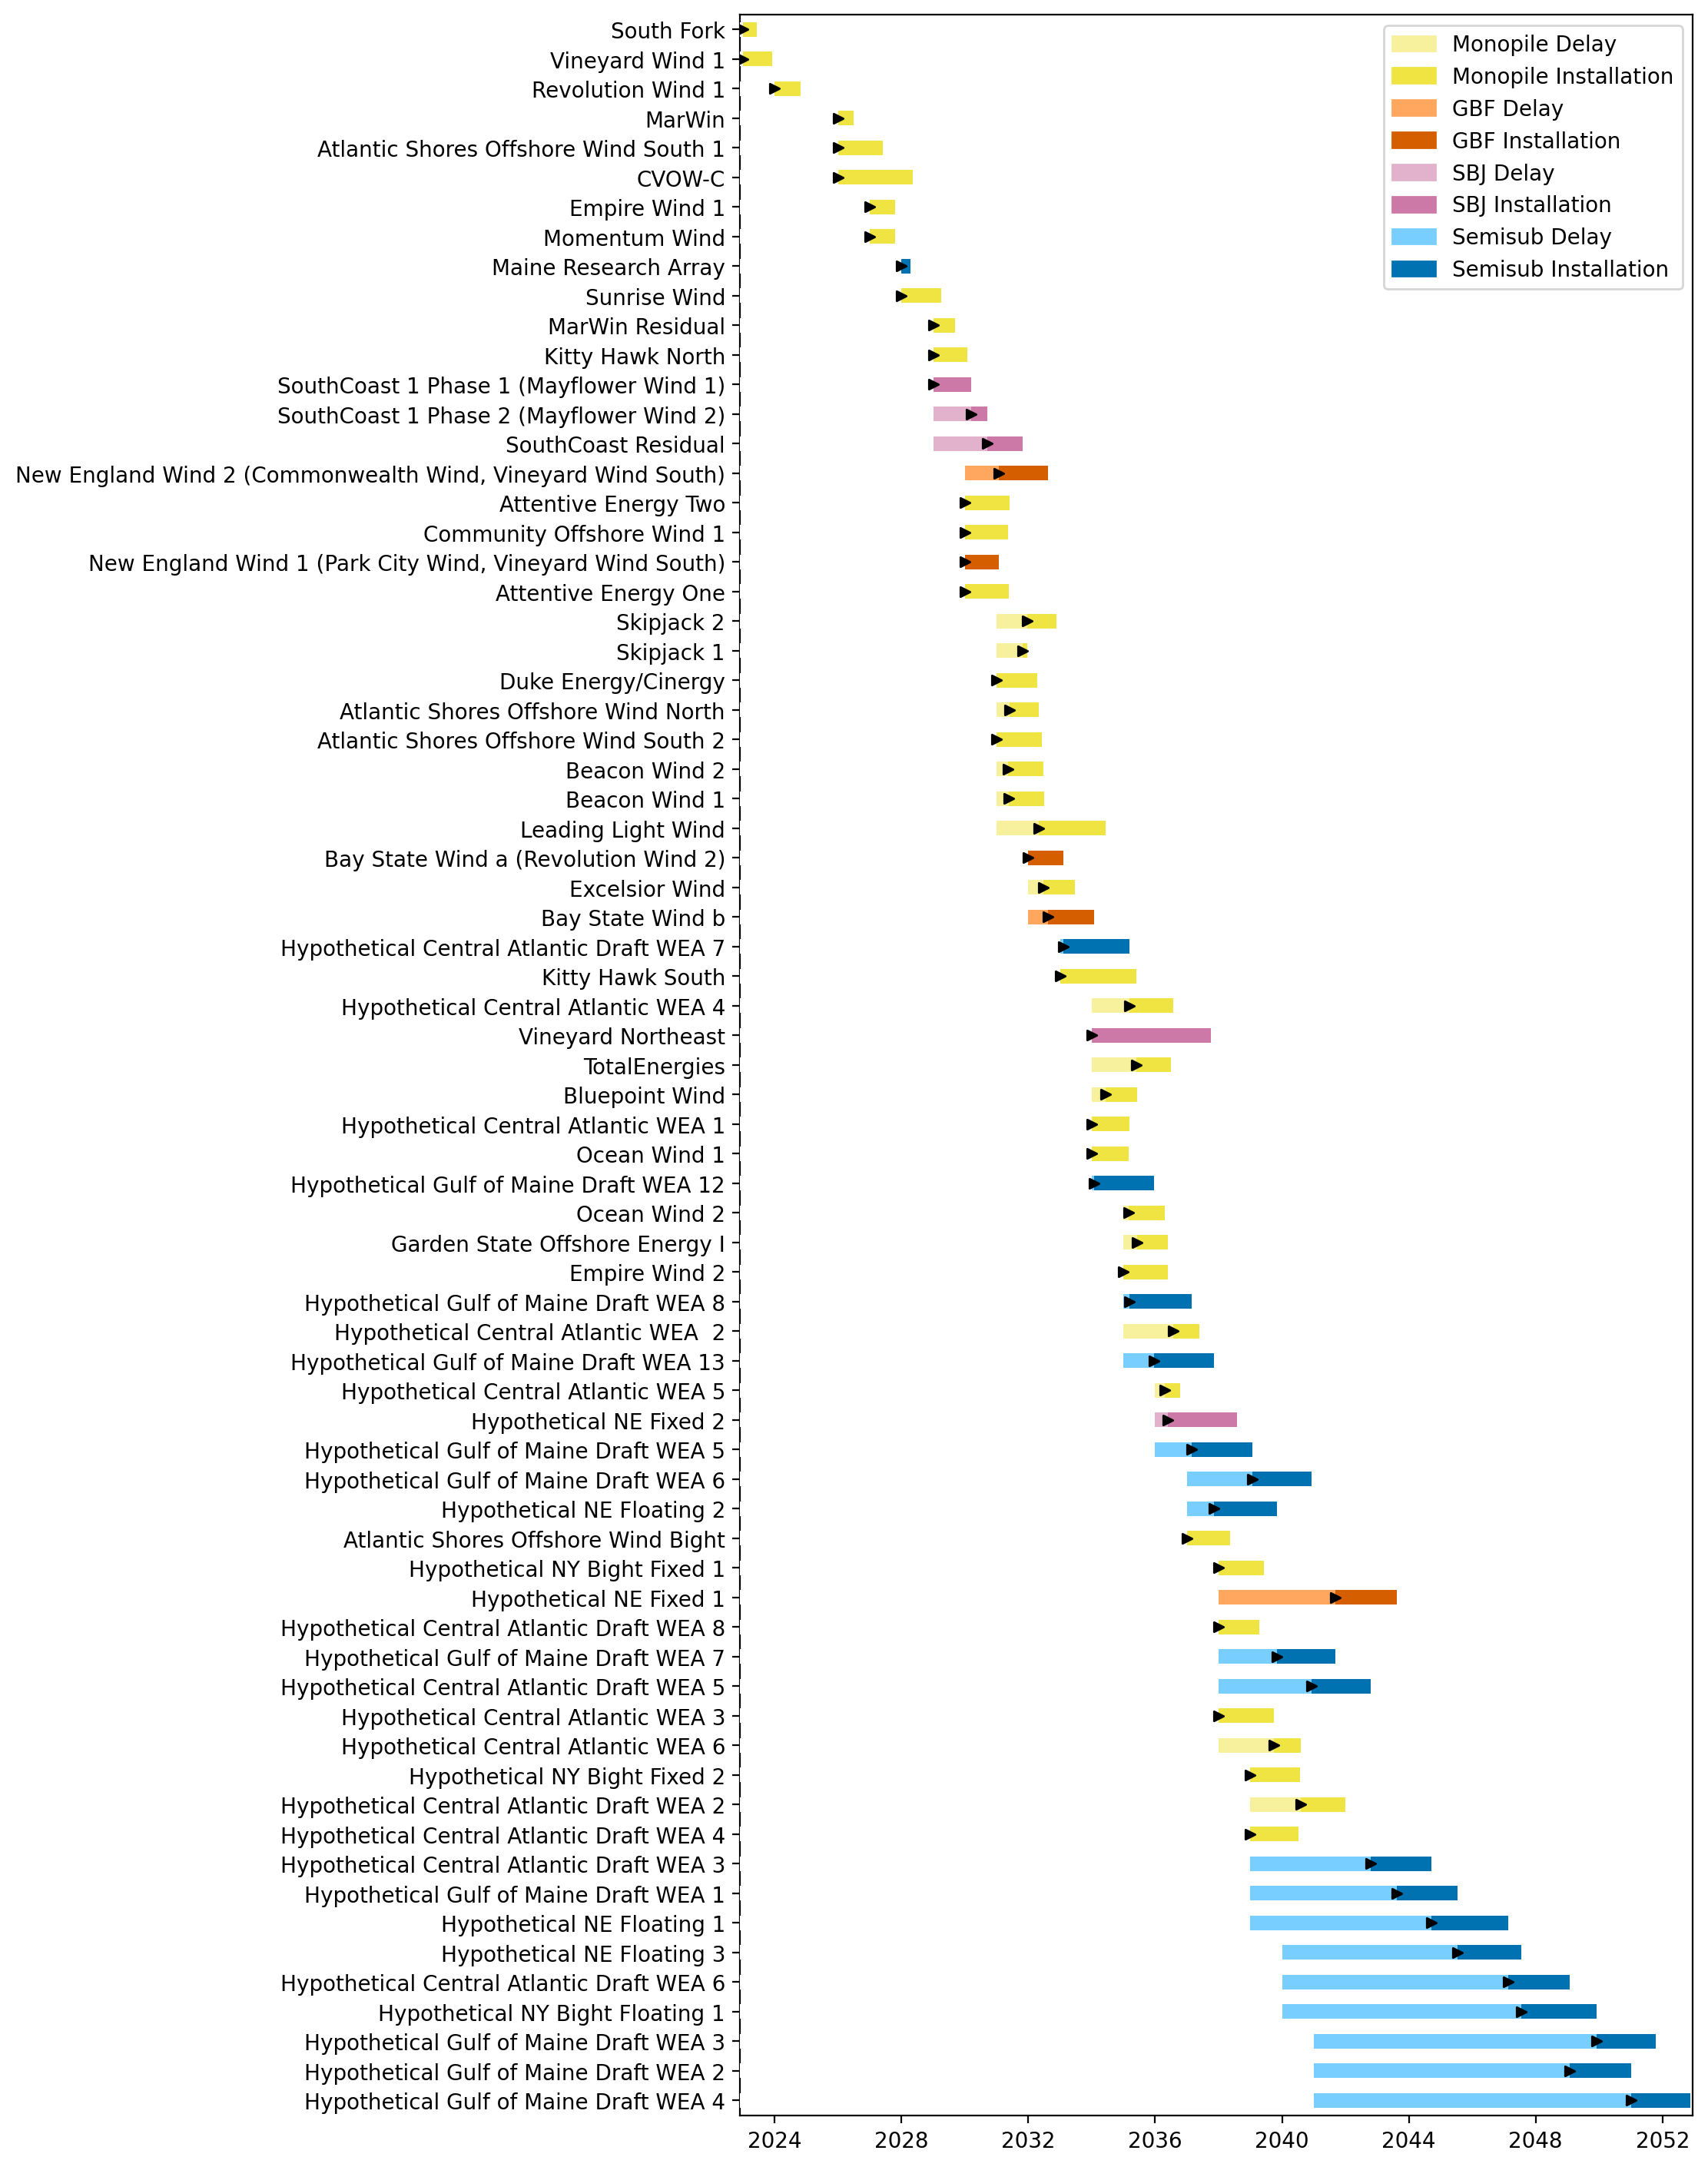 South Fork
Vineyard Wind 1
Revolution Wind 1
MarWin
Atlantic Shores Offshore Wind South 1
CVOW-C
Empire Wind 1
Momentum Wind
Maine Research Array
Sunrise Wind
MarWin Residual
Kitty Hawk North
SouthCoast 1 Phase 1 (Mayflower Wind 1)
SouthCoast 1 Phase 2 (Mayflower Wind 2)
SouthCoast Residual
New England Wind 2 (Commonwealth Wind, Vineyard Wind South)
Attentive Energy Two
Community Offshore Wind 1
New England Wind 1 (Park City Wind, Vineyard Wind South)
Attentive Energy One
Skipjack 2
Skipjack 1
Duke Energy/Cinergy
Atlantic Shores Offshore Wind North
Atlantic Shores Offshore Wind South 2
Beacon Wind 2
Beacon Wind 1
Leading Light Wind
Bay State Wind a (Revolution Wind 2)
Excelsior Wind
Bay State Wind b
Hypothetical Central Atlantic Draft WEA 7
Kitty Hawk South
Hypothetical Central Atlantic WEA 4
Vineyard Northeast
TotalEnergies
Bluepoint Wind
Hypothetical Central Atlantic WEA 1
Ocean Wind 1
Hypothetical Gulf of Maine Draft WEA 12
Ocean Wind 2
Garden State Offshore Energy I
Empire Wind 2
Hypothetical Gulf of Maine Draft WEA 8
Hypothetical Central Atlantic WEA  2
Hypothetical Gulf of Maine Draft WEA 13
Hypothetical Central Atlantic WEA 5
Hypothetical NE Fixed 2
Hypothetical Gulf of Maine Draft WEA 5
Hypothetical Gulf of Maine Draft WEA 6
Hypothetical NE Floating 2
Atlantic Shores Offshore Wind Bight
Hypothetical NY Bight Fixed 1
Hypothetical NE Fixed 1
Hypothetical Central Atlantic Draft WEA 8
Hypothetical Gulf of Maine Draft WEA 7
Hypothetical Central Atlantic Draft WEA 5
Hypothetical Central Atlantic WEA 3
Hypothetical Central Atlantic WEA 6
Hypothetical NY Bight Fixed 2
Hypothetical Central Atlantic Draft WEA 2
Hypothetical Central Atlantic Draft WEA 4
Hypothetical Central Atlantic Draft WEA 3
Hypothetical Gulf of Maine Draft WEA 1
Hypothetical NE Floating 1
Hypothetical NE Floating 3
Hypothetical Central Atlantic Draft WEA 6
Hypothetical NY Bight Floating 1
Hypothetical Gulf of Maine Draft WEA 3
Hypothetical Gulf of Maine Draft WEA 2
Hypothetical Gulf of Maine Draft WEA 4
Monopile Delay
Monopile Installation
GBF Delay
GBF Installation
SBJ Delay
SBJ Installation
Semisub Delay
Semisub Installation
2024 2028 2032 2036 2040 2044 2048 2052